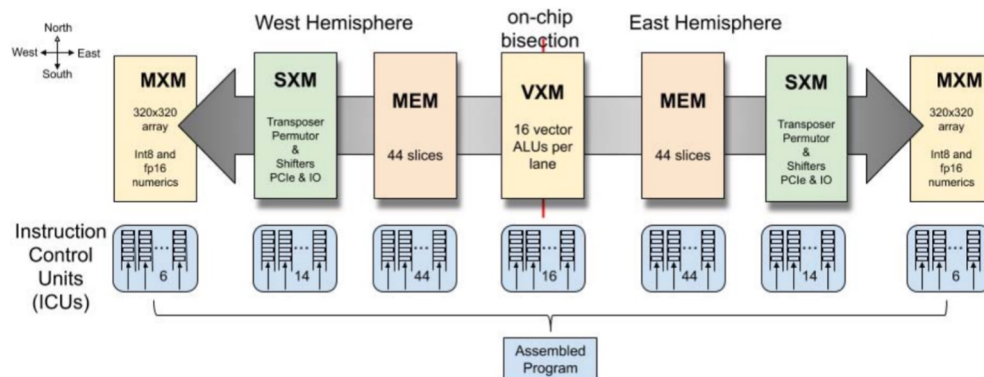 North
West East
South
West Hemisphere
on-chip
bisection
East Hemisphere
MXM
320x320
array
Int8 and
fp16
numerics
SXM
Transposer
Permutor
&
Shifters
PCIe & IO
MEM
44 slices
VXM
16 vector
ALUs per
lane
MEM
44 slices
SXM
Transposer
Permutor
&
Shifters
PCIe & IO
MXM
320x320
array
Int8 and
fp16
numerics
Instruction
Control
Units
(ICUs)
... 6
... 14
... 44
... 16
... 44
... 14
... 6
Assembled
Program